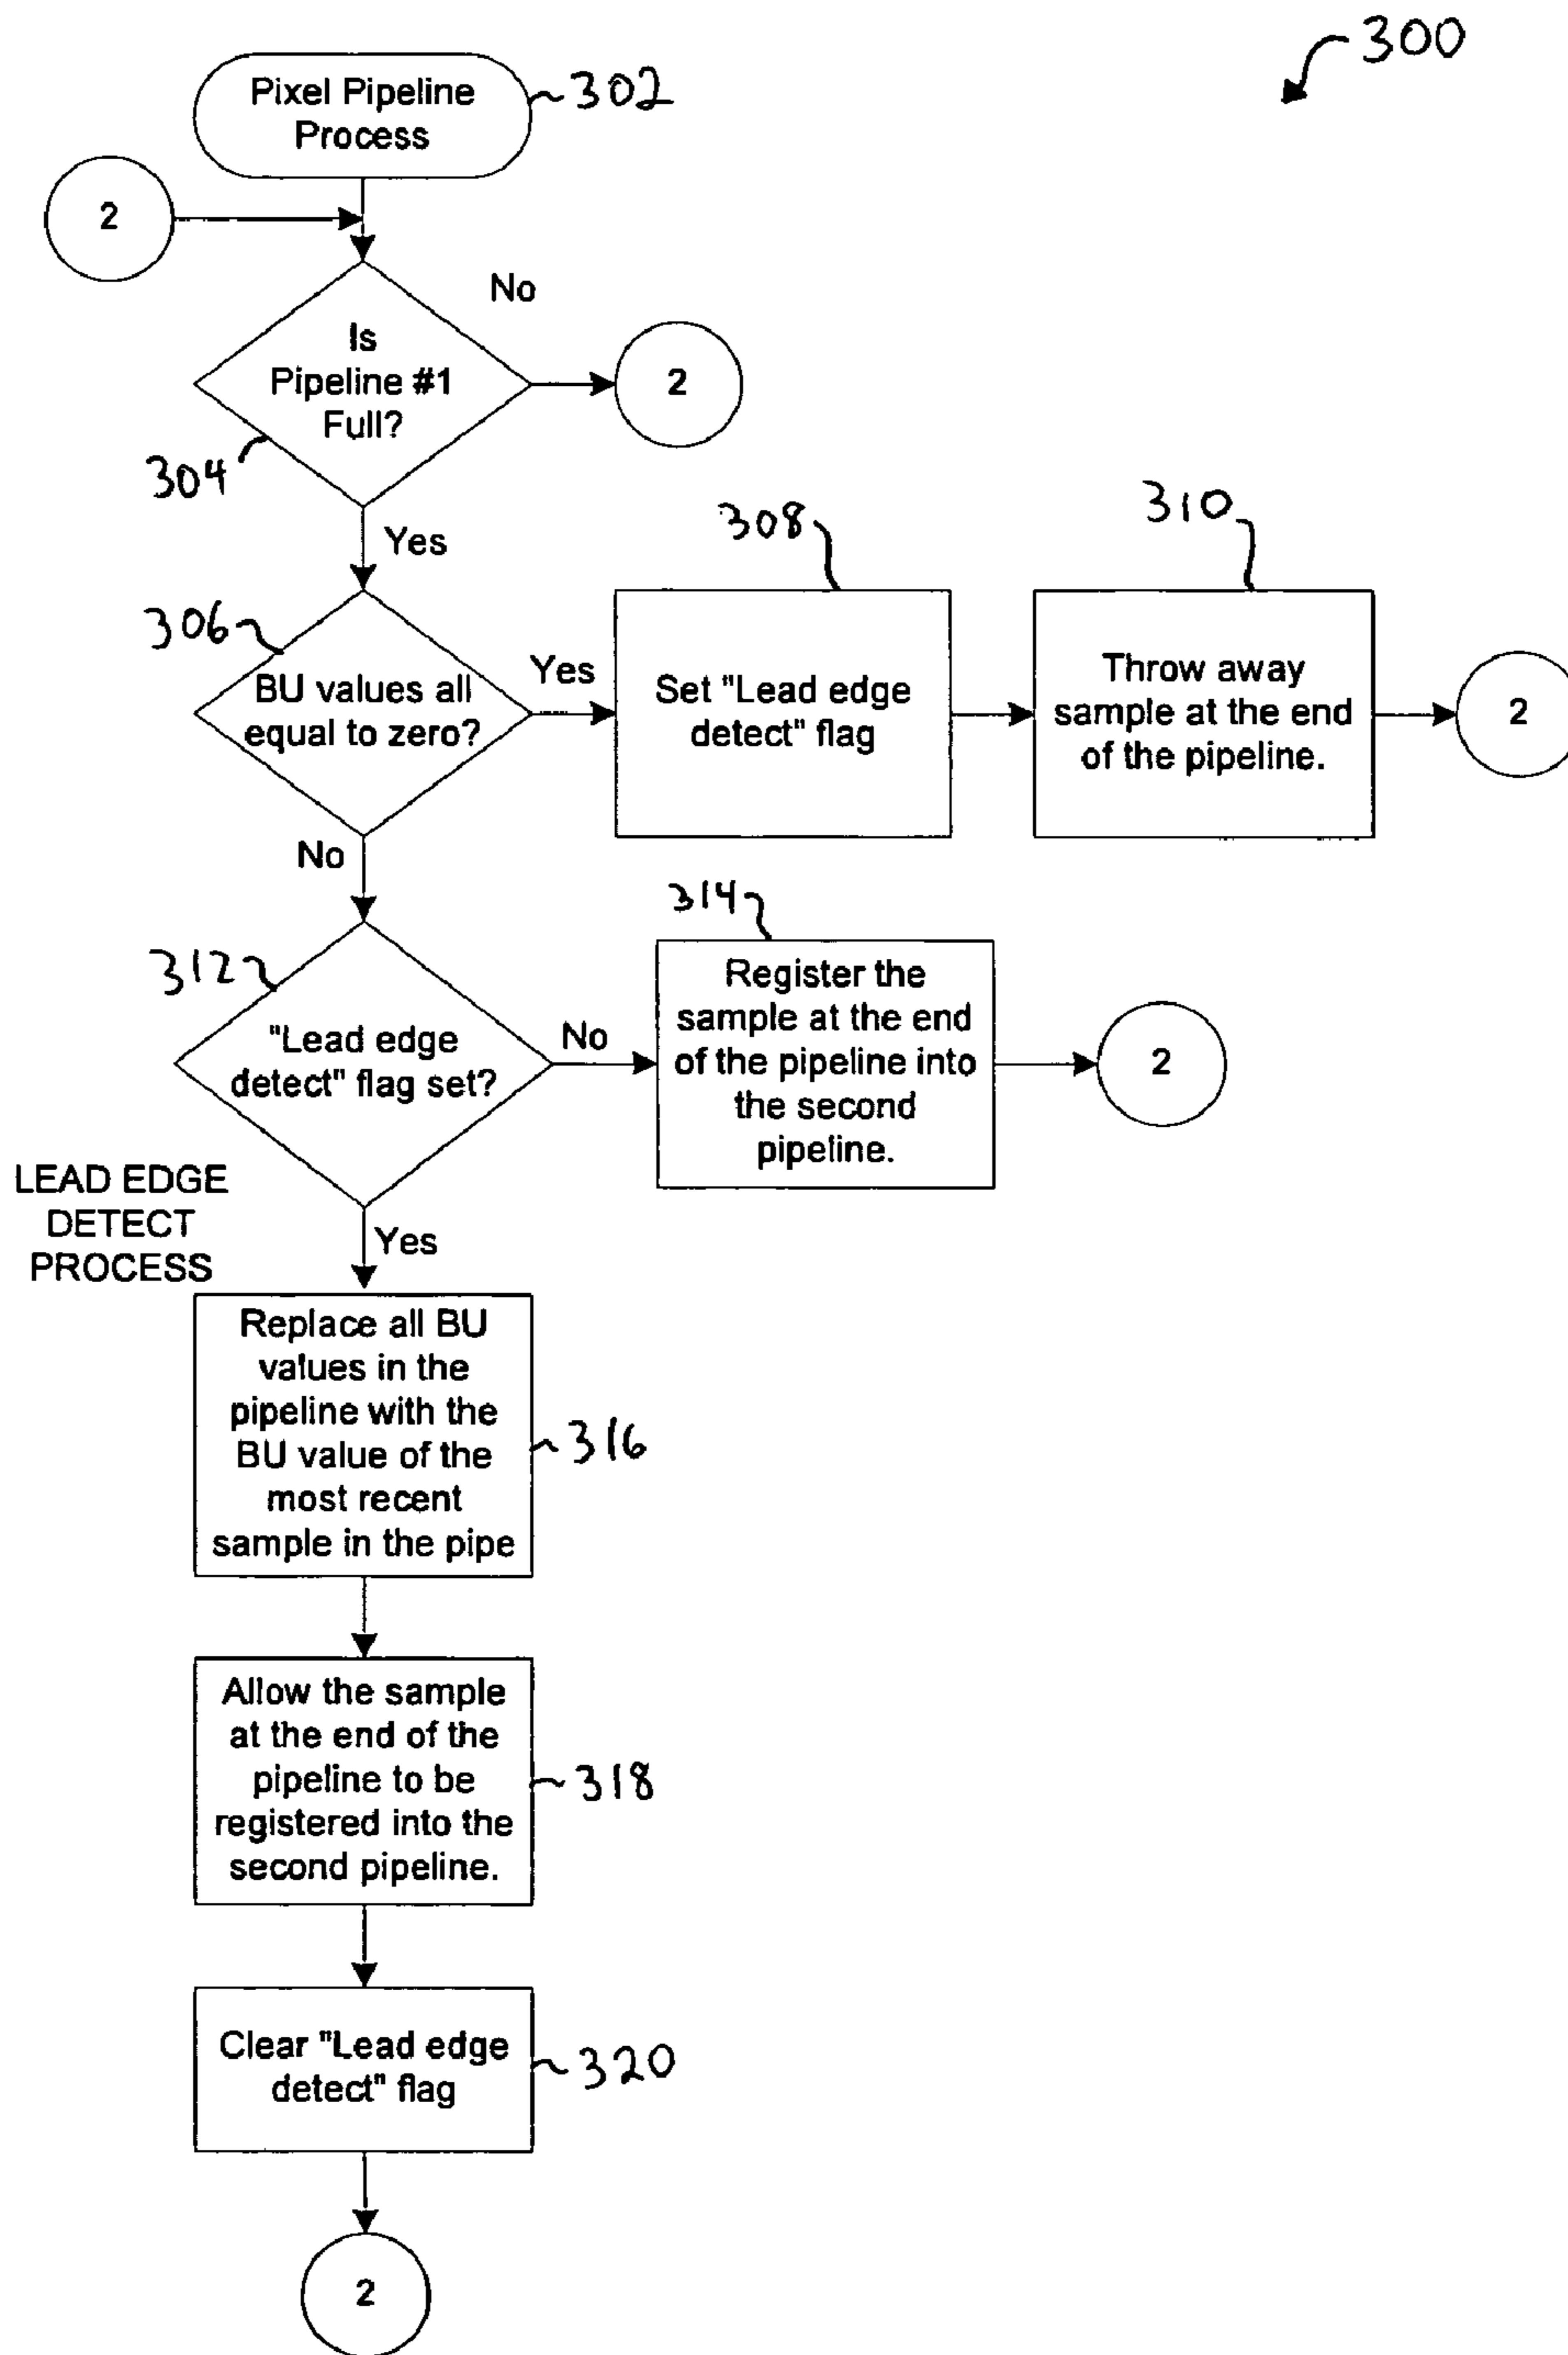 300
Pixel Pipeline
Process
302
2
No
Is
Pipeline #1
Full?
2
304
Yes
308
310
306
BU values all
equal to zero?
Yes
Set "Lead edge
detect" flag
Throw away
sample at the end
of the pipeline.
2
No
314
312
"Lead edge
detect" flag set?
No
Register the
sample at the end
of the pipeline into
the second
pipeline.
2
LEAD EDGE
DETECT
PROCESS
Yes
Replace all BU
values in the
pipeline with the
BU value of the
most recent
sample in the pipe
316
Allow the sample
at the end of the
pipeline to be
registered into the
second pipeline.
318
Clear "Lead edge
detect" flag
320
2